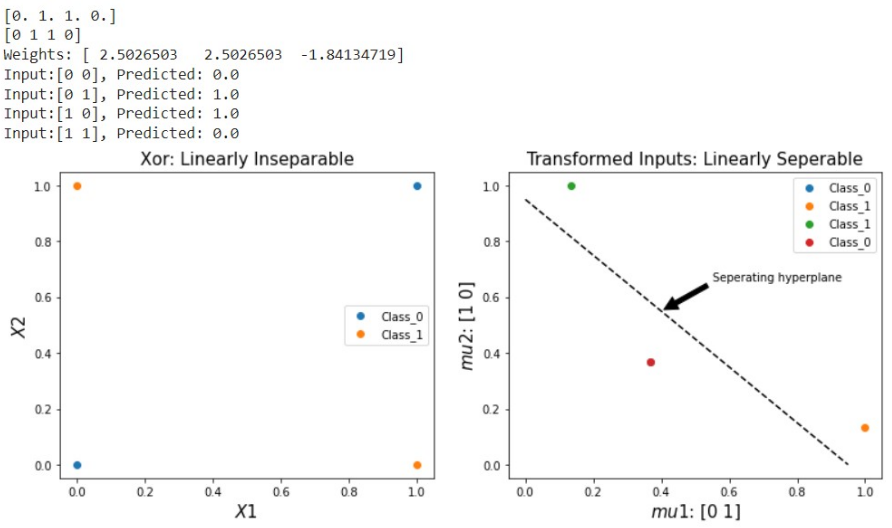 [0. 1. 1. 0.]
[0 1 1 0]
Weights: [ 2.5026503   2.5026503  -1.84134719]
Input:[0 0], Predicted: 0.0
Input:[0 1], Predicted: 1.0
Input:[1 0], Predicted: 1.0
Input:[1 1], Predicted: 0.0
Xor: Linearly Inseparable
1.0
0.8
0.6
0.4
0.2
0.0
X2
Class_0
Class_1
0.0 0.2 0.4 0.6 0.8 1.0
X1
Transformed Inputs: Linearly Seperable
1.0
0.8
0.6
0.4
0.2
0.0
mu2: [1 0]
Class_0
Class_1
Class_1
Class_0
Seperating hyperplane
0.0 0.2 0.4 0.6 0.8 1.0
mu1: [0 1]